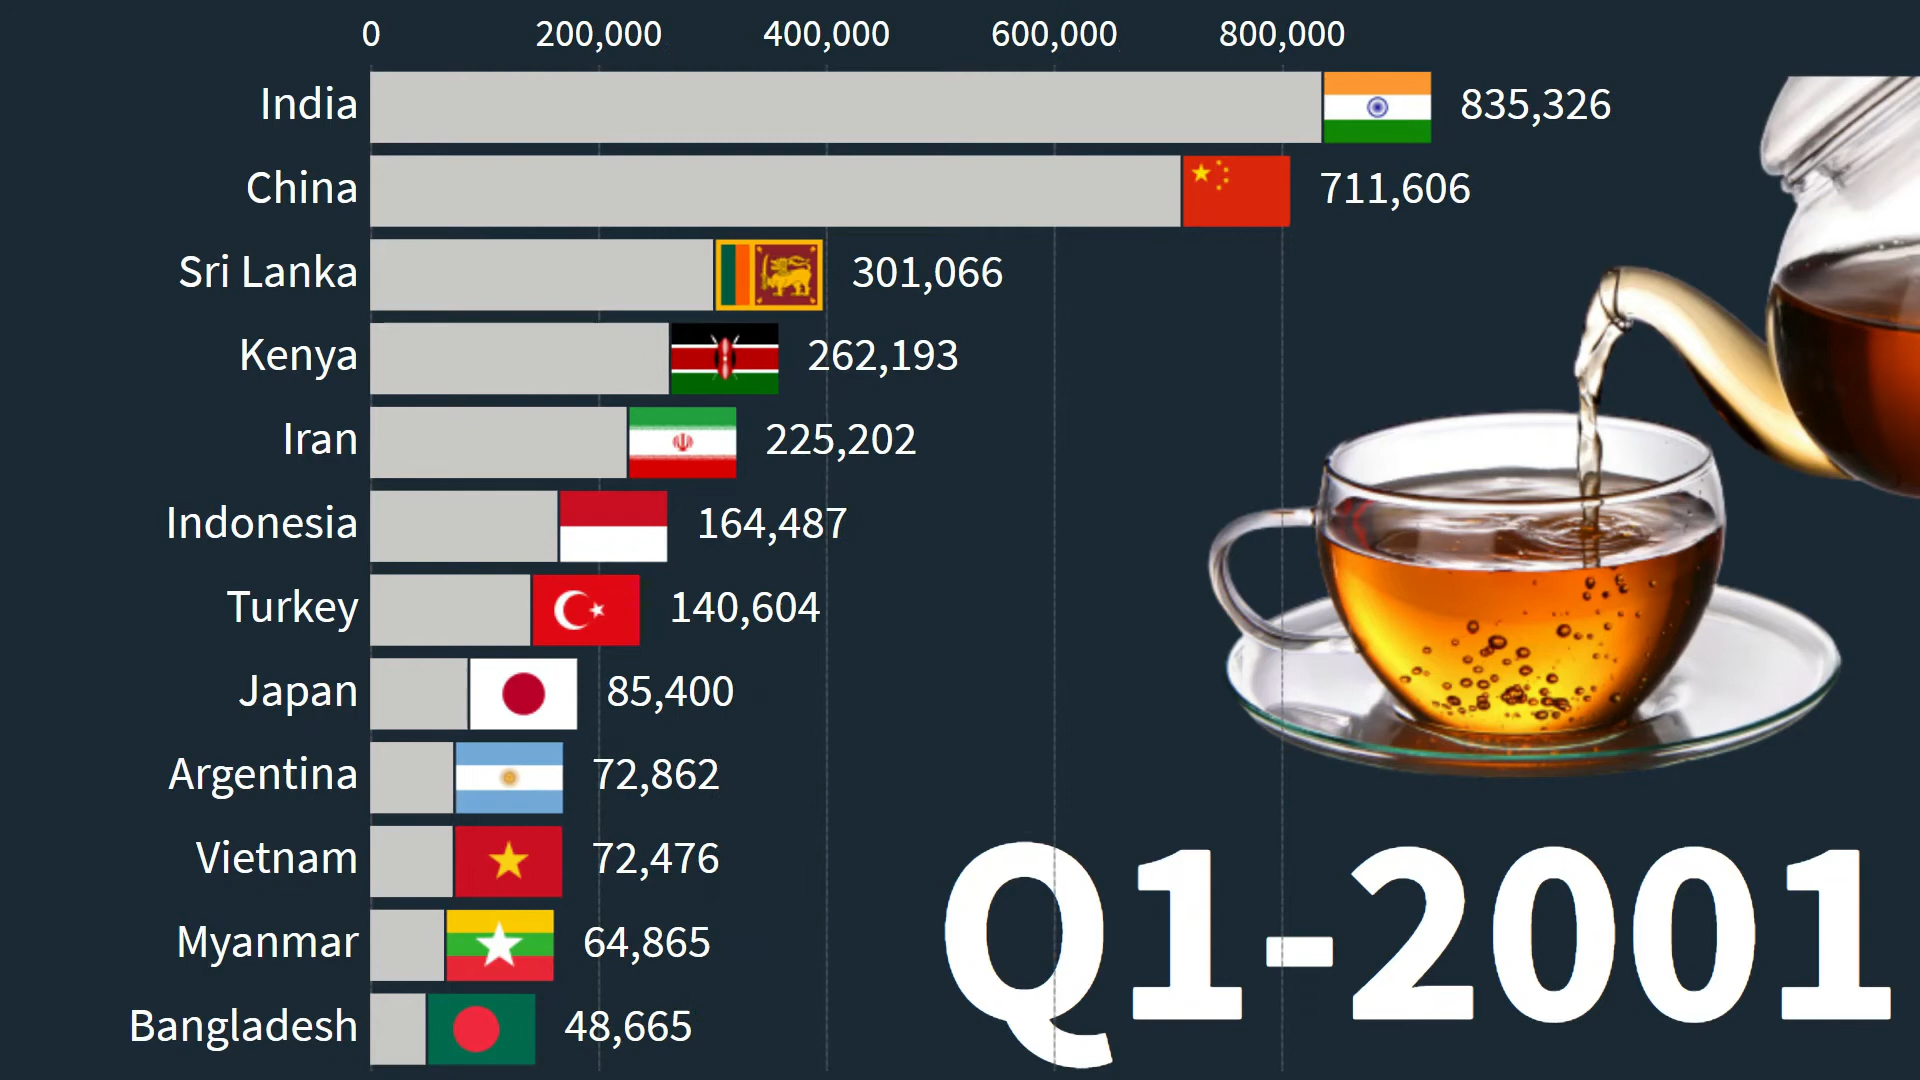 0 200,000 400,000 600,000 800,000
India 835,326
China 711,606
Sri Lanka 301,066
Kenya 262,193
Iran 225,202
Indonesia 164,487
Turkey 140,604
Japan 85,400
Argentina 72,862
Vietnam 72,476
Myanmar 64,865
Bangladesh 48,665
Q1-2001